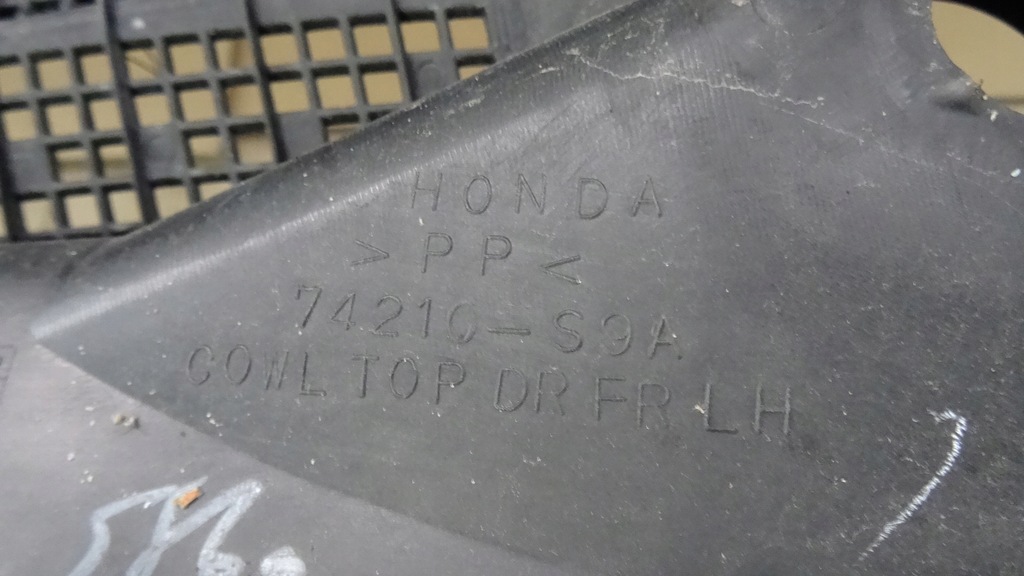 HONDA
>PP<
74210-S9A
COWL TOP DR FR LH